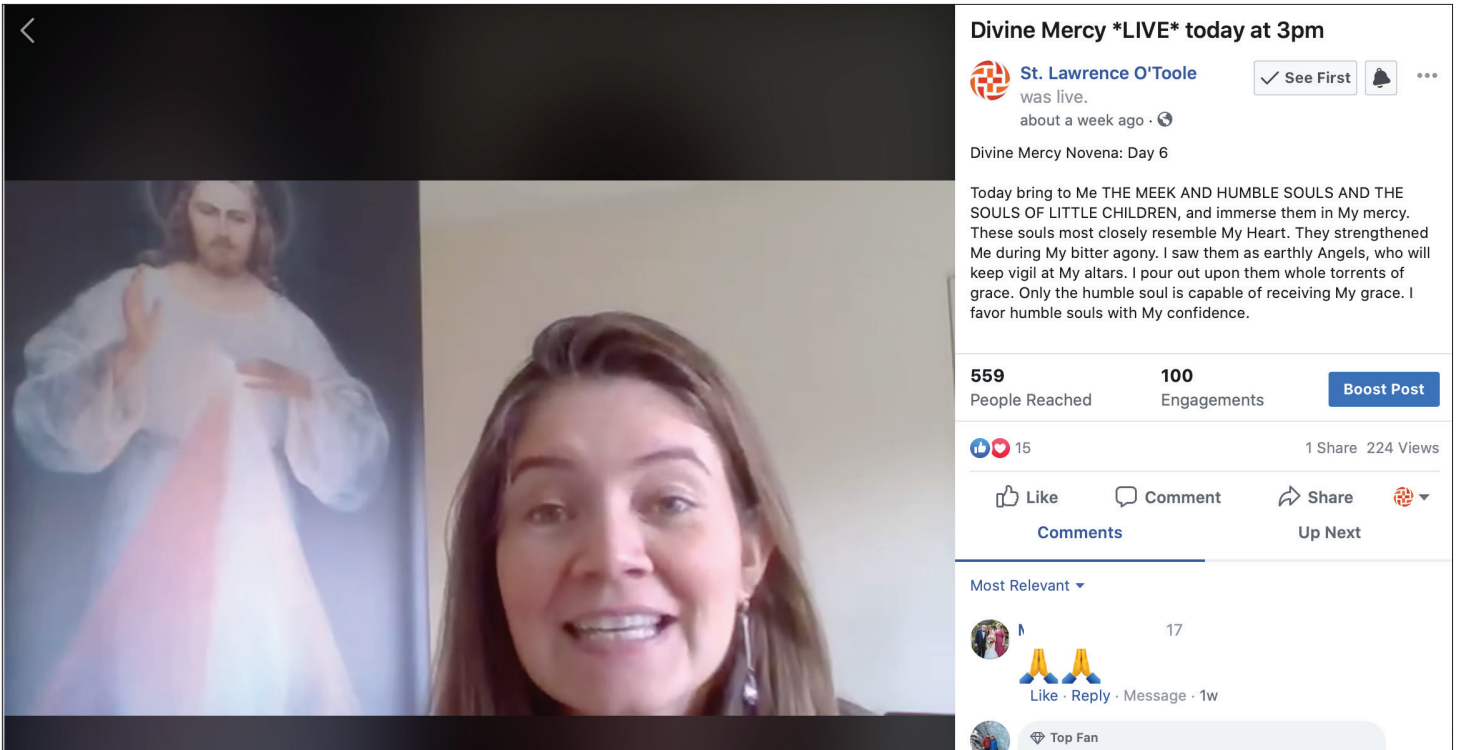 Divine Mercy *LIVE* today at 3pm
St. Lawrence O'Toole
was live.
about a week ago ·
See First
Divine Mercy Novena: Day 6
Today bring to Me THE MEEK AND HUMBLE SOULS AND THE
SOULS OF LITTLE CHILDREN, and immerse them in My mercy.
These souls most closely resemble My Heart. They strengthened
Me during My bitter agony. I saw them as earthly Angels, who will
keep vigil at My altars. I pour out upon them whole torrents of
grace. Only the humble soul is capable of receiving My grace. I
favor humble souls with My confidence.
559 100
People Reached Engagements
Boost Post
15 1 Share 224 Views
Like Comment Share
Comments Up Next
Most Relevant
17
Like · Reply · Message · 1w
Top Fan